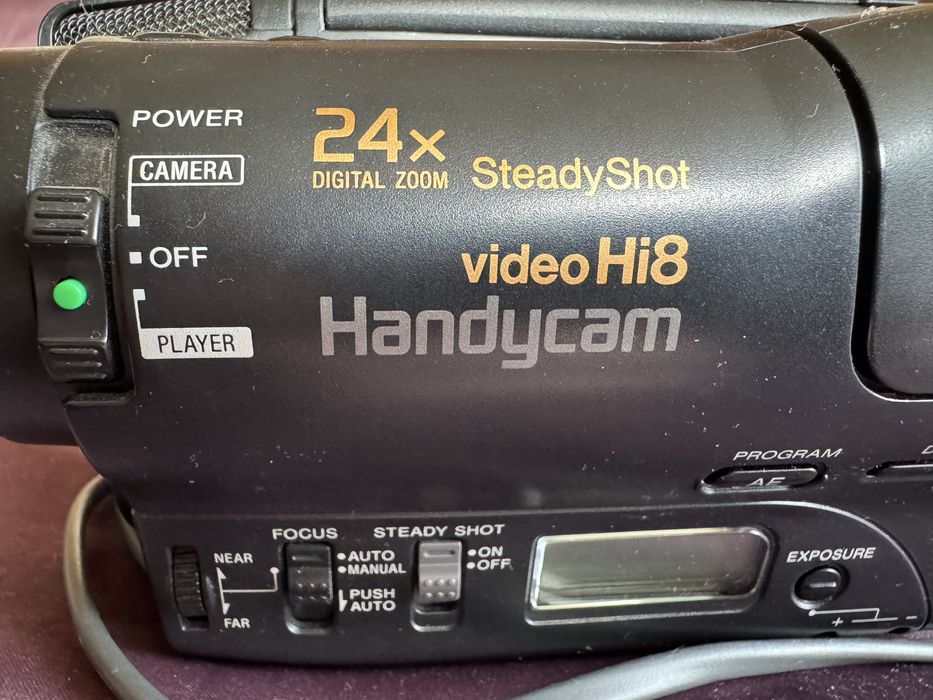 POWER
CAMERA
OFF
PLAYER
24x
DIGITAL ZOOM
SteadyShot
video Hi8
Handycam
PROGRAM
AE
D
FOCUS
NEAR
FAR
AUTO
MANUAL
PUSH
AUTO
STEADY SHOT
ON
OFF
EXPOSURE
+ −